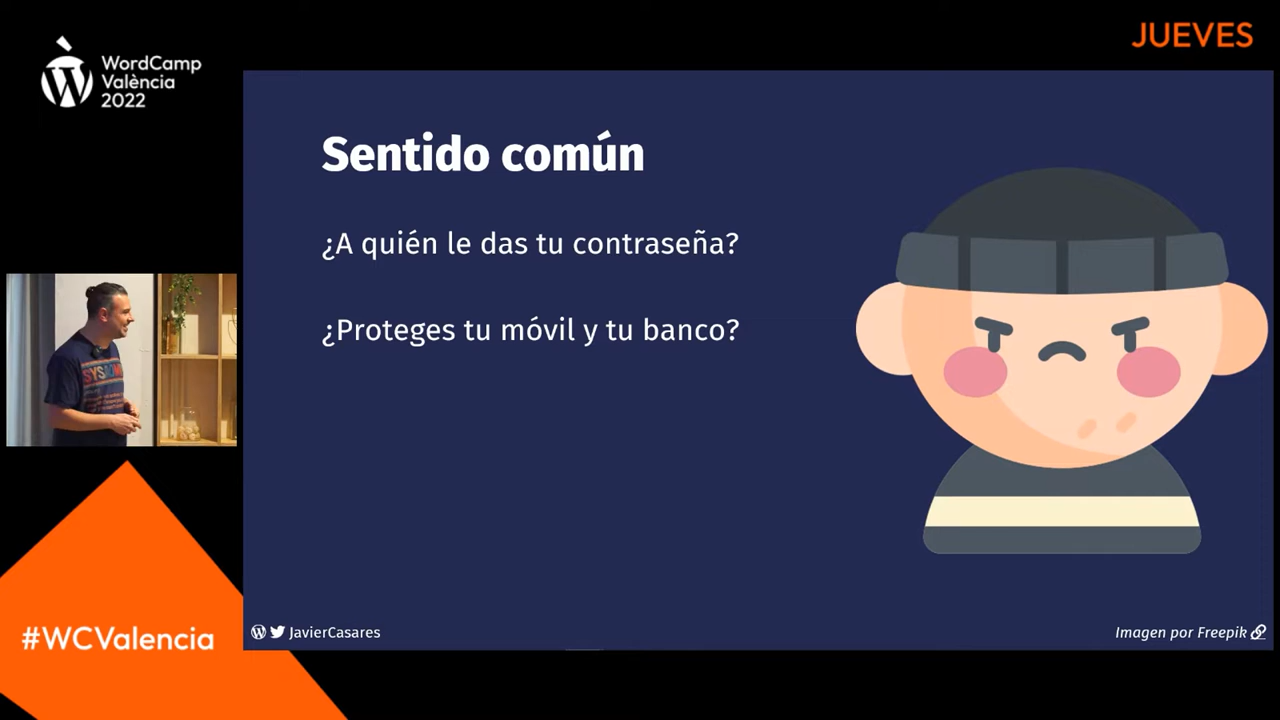 JUEVES
WordCamp
València
2022
Sentido común
¿A quién le das tu contraseña?
¿Proteges tu móvil y tu banco?
SYSADMIN
#WCValencia
JavierCasares
Imagen por Freepik